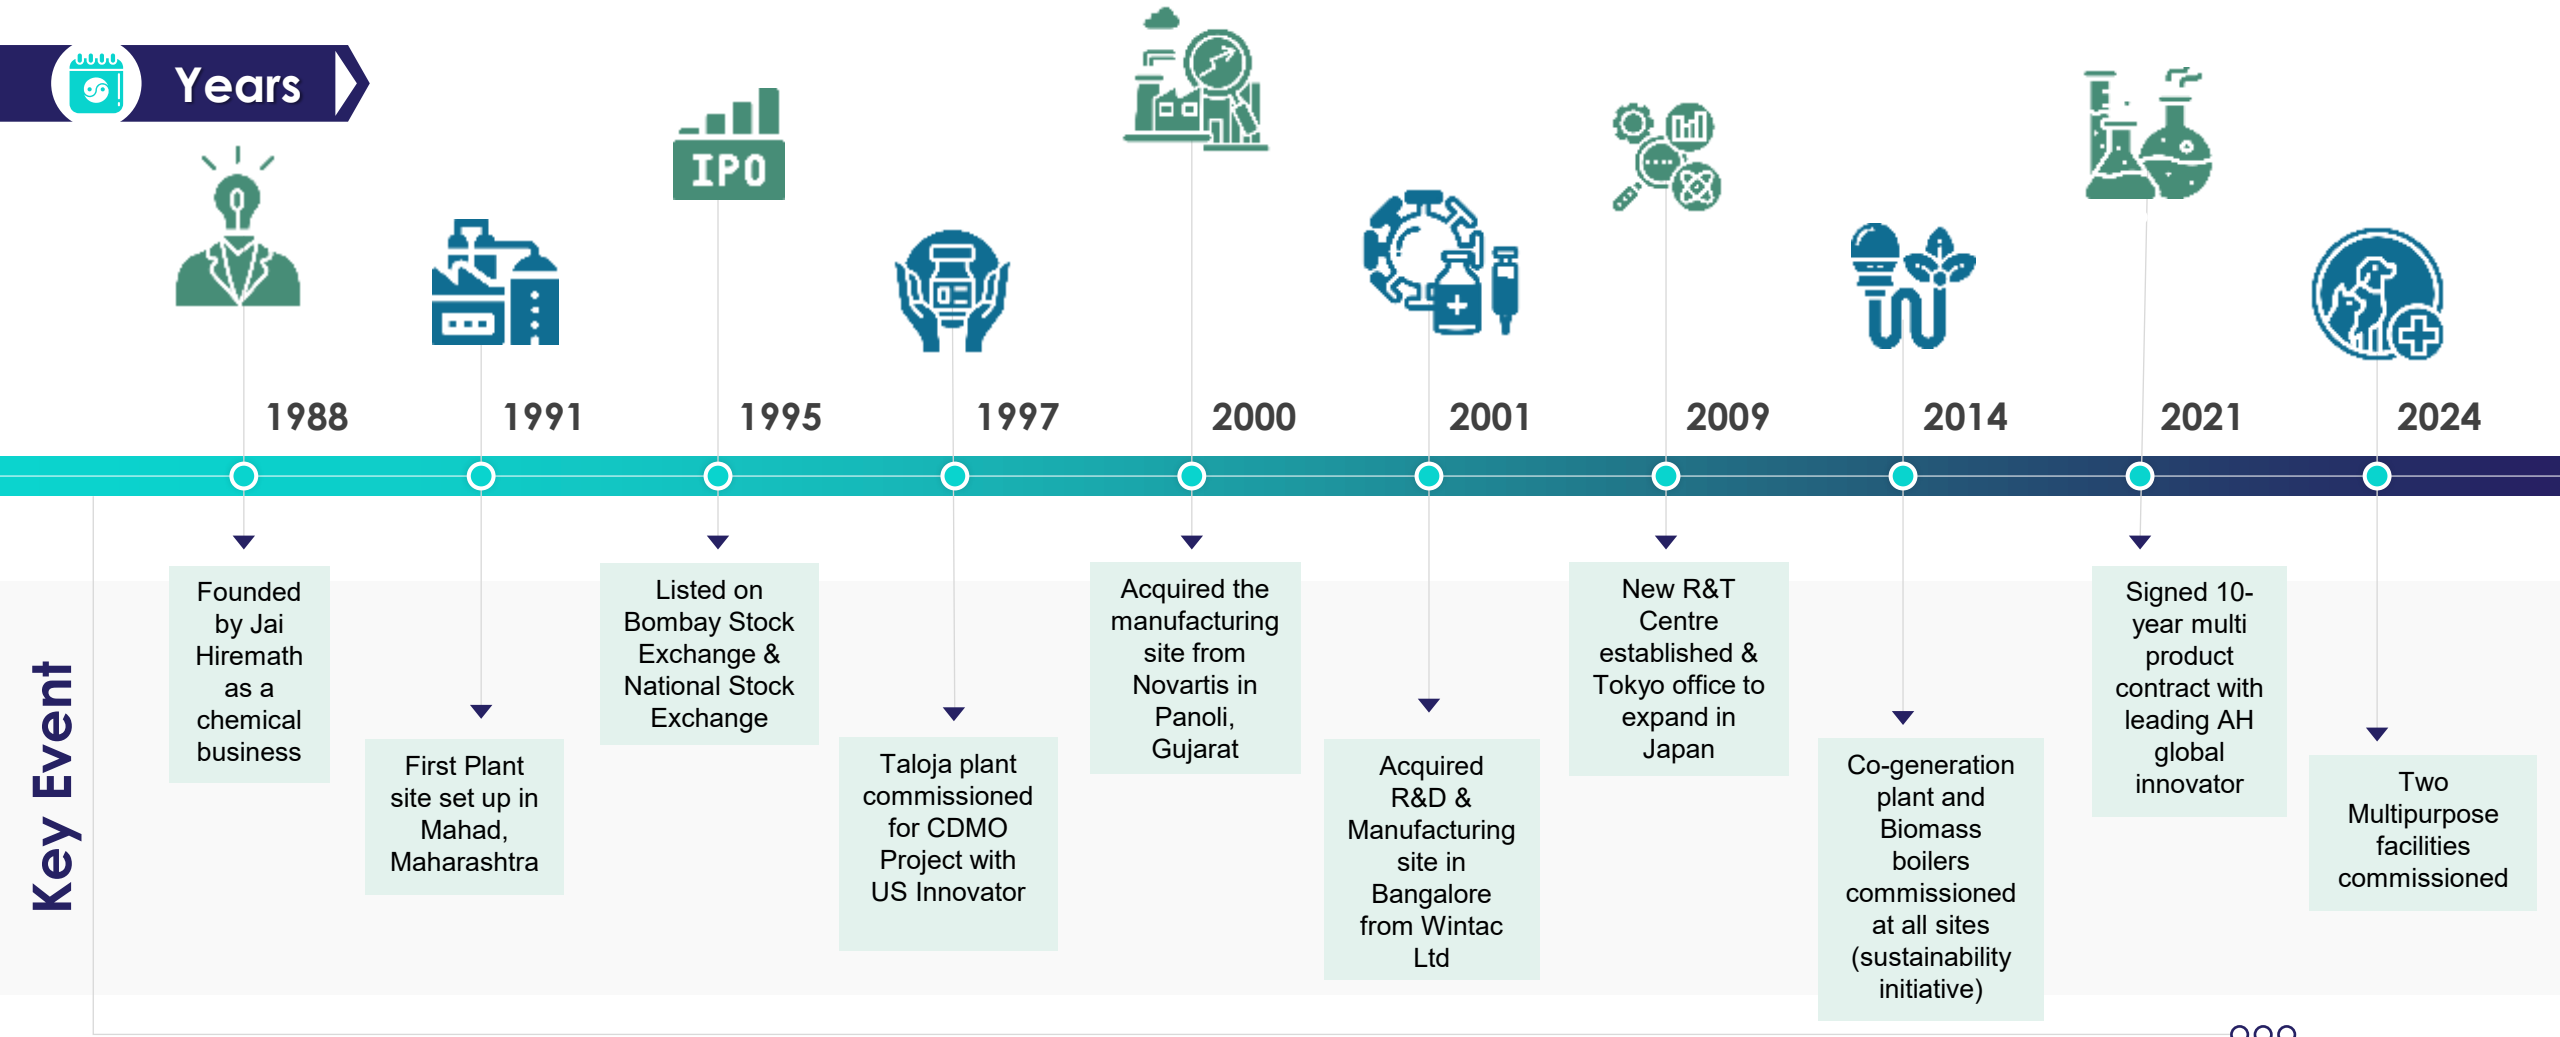 Years
IPO
1988
1991
1995
1997
2000
2001
2009
2014
2021
2024
Key Event
Founded
by Jai
Hiremath
as a
chemical
business
First Plant
site set up in
Mahad,
Maharashtra
Listed on
Bombay Stock
Exchange &
National Stock
Exchange
Taloja plant
commissioned
for CDMO
Project with
US Innovator
Acquired the
manufacturing
site from
Novartis in
Panoli,
Gujarat
Acquired
R&D &
Manufacturing
site in
Bangalore
from Wintac
Ltd
New R&T
Centre
established &
Tokyo office to
expand in
Japan
Co-generation
plant and
Biomass
boilers
commissioned
at all sites
(sustainability
initiative)
Signed 10-
year multi
product
contract with
leading AH
global
innovator
Two
Multipurpose
facilities
commissioned